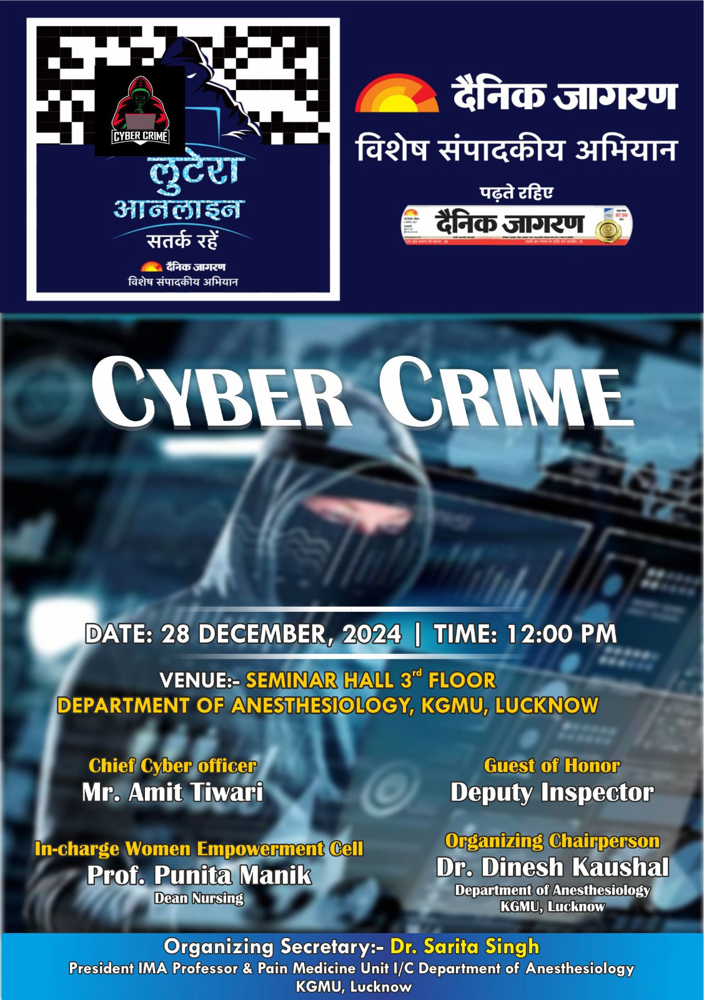 CYBER CRIME
लुटेरा
आनलाइन
सतर्क रहें
दैनिक जागरण
विशेष संपादकीय अभियान
दैनिक जागरण
विशेष संपादकीय अभियान
पढ़ते रहिए
दैनिक जागरण
CYBER CRIME
DATE: 28 DECEMBER, 2024 | TIME: 12:00 PM
VENUE:- SEMINAR HALL 3rd FLOOR
DEPARTMENT OF ANESTHESIOLOGY, KGMU, LUCKNOW
Chief Cyber officer
Mr. Amit Tiwari
Guest of Honor
Deputy Inspector
In-charge Women Empowerment Cell
Prof. Punita Manik
Dean Nursing
Organizing Chairperson
Dr. Dinesh Kaushal
Department of Anesthesiology
KGMU, Lucknow
Organizing Secretary:- Dr. Sarita Singh
President IMA Professor & Pain Medicine Unit I/C Department of Anesthesiology
KGMU, Lucknow